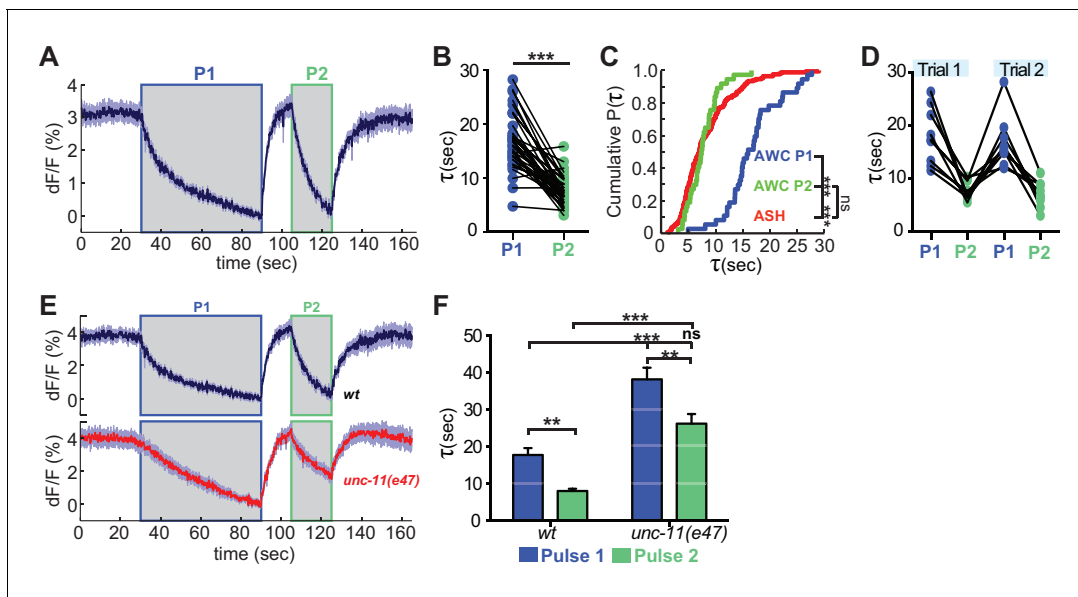 A
P1
P2
dF/F (%)
4
3
2
1
0
0 20 40 60 80 100 120 140 160
time (sec)
B
***
τ(sec)
30
20
10
0
P1 P2
C
Cumulative P(τ)
1.0
0.8
0.6
0.4
0.2
0
AWC P1
AWC P2
ASH
***
***
ns
0 5 10 15 20 25 30
τ(sec)
D
Trial 1 Trial 2
τ(sec)
30
20
10
0
P1 P2 P1 P2
E
P1
P2
dF/F (%)
4
2
0
wt
dF/F (%)
4
2
0
unc-11(e47)
0 20 40 60 80 100 120 140 160
time (sec)
F
τ(sec)
50
40
30
20
10
0
***
ns
***
**
**
wt unc-11(e47)
Pulse 1 Pulse 2